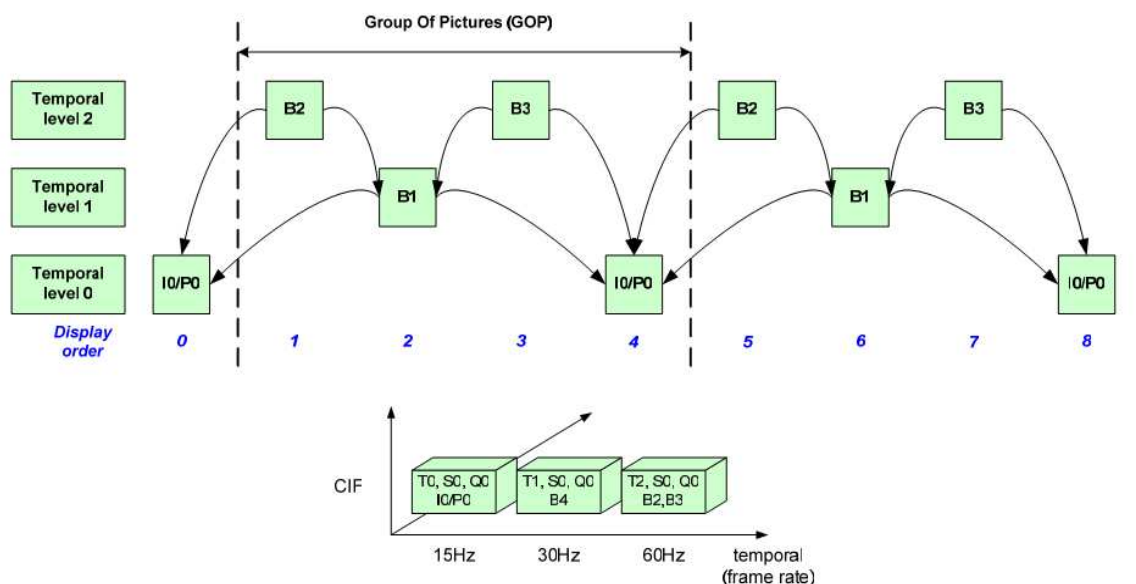 Group Of Pictures (GOP)
Temporal
level 2
B2
B3
B2
B3
Temporal
level 1
B1
B1
Temporal
level 0
I0/P0
I0/P0
I0/P0
Display
order
0
1
2
3
4
5
6
7
8
CIF
T0, S0, Q0
I0/P0
T1, S0, Q0
B4
T2, S0, Q0
B2,B3
15Hz
30Hz
60Hz
temporal
(frame rate)